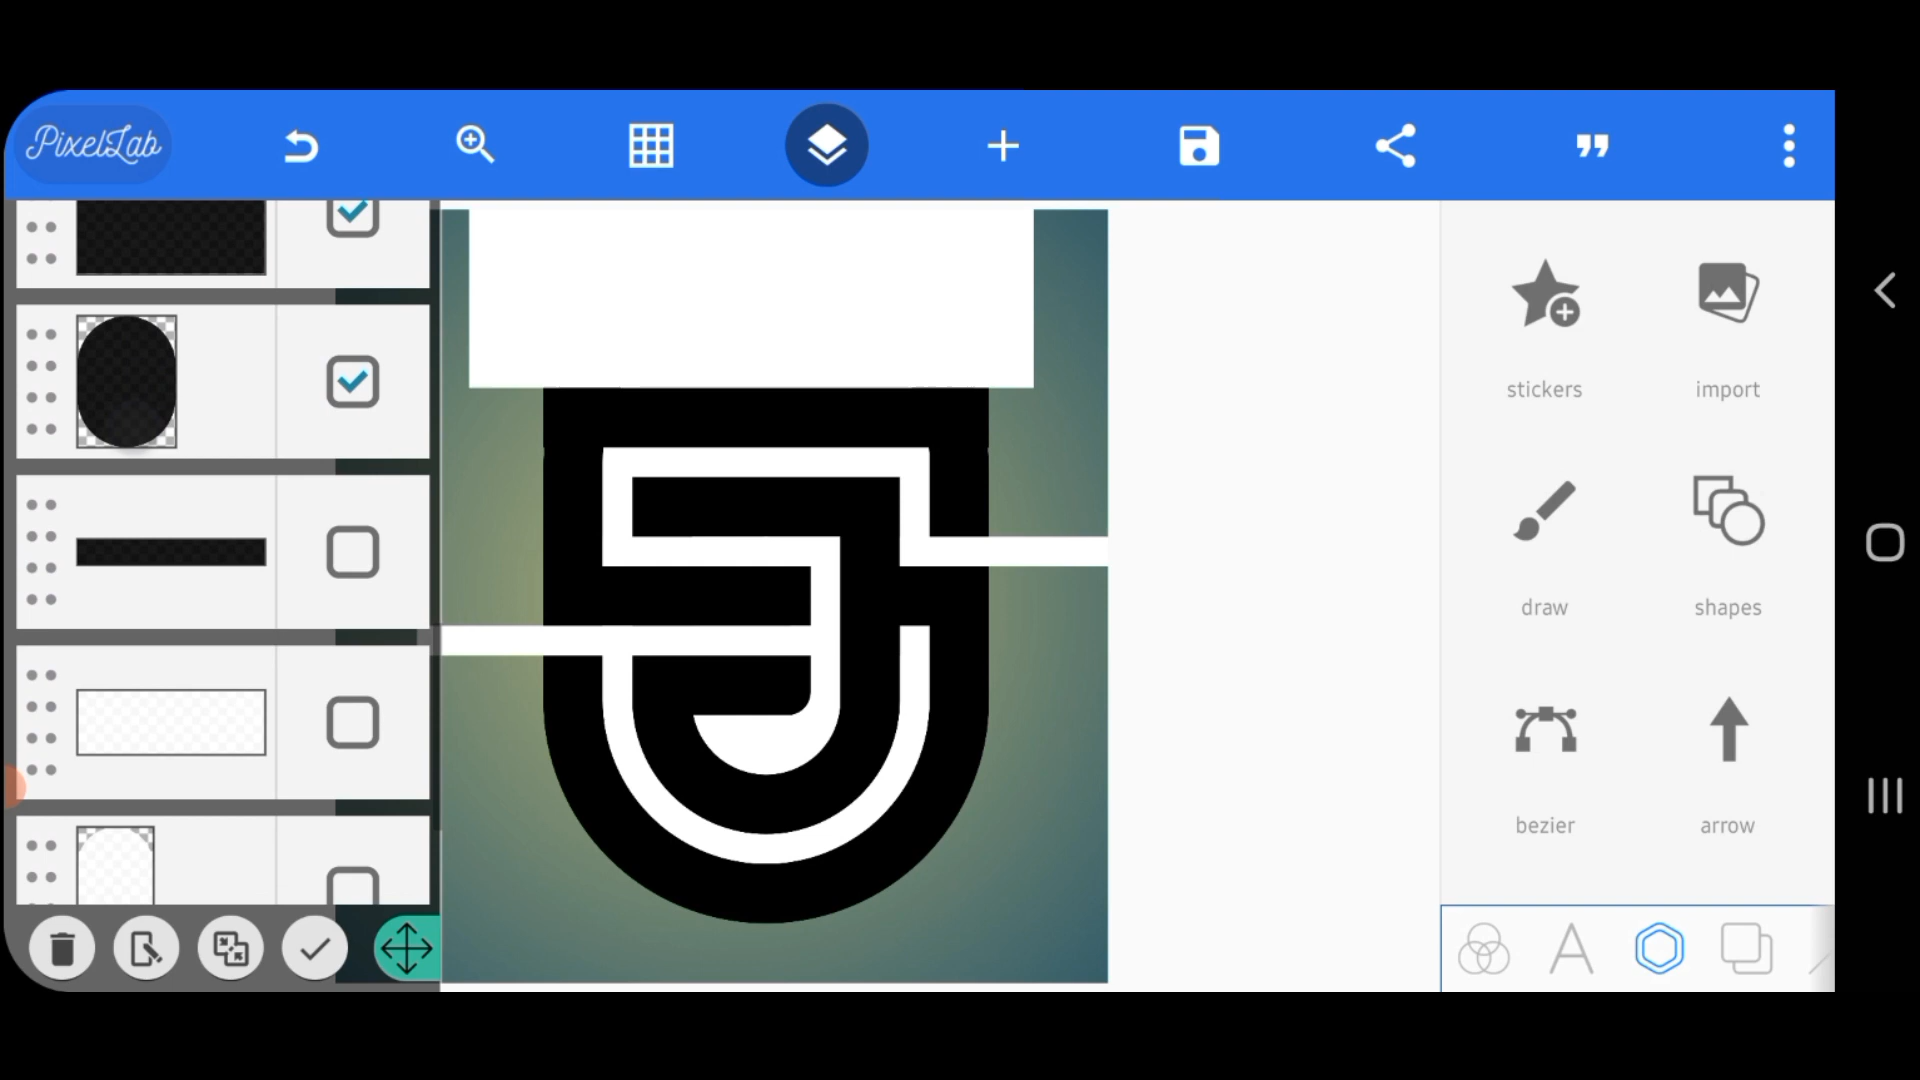 PixelLab
stickers
import
draw
shapes
bezier
arrow